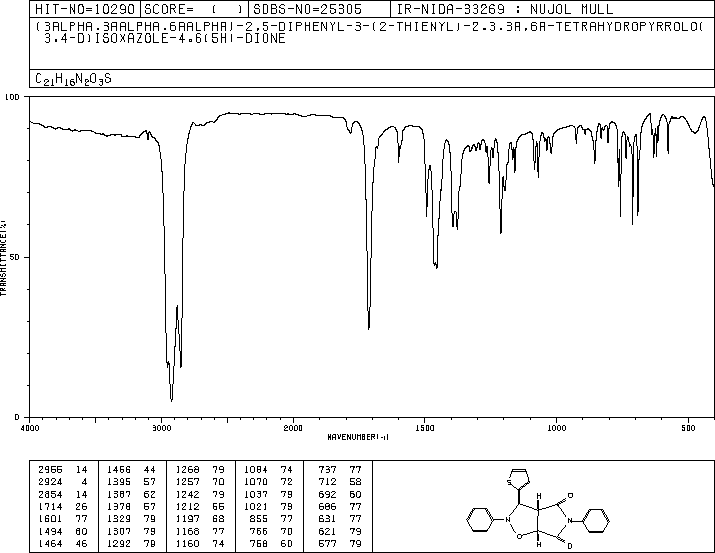 HIT-NO=10290 SCORE= ( ) SDBS-NO=25305 IR-NIDA-33269 : NUJOL MULL
(3ALPHA,3AALPHA,6AALPHA)-2,5-DIPHENYL-3-(2-THIENYL)-2,3,3A,6A-TETRAHYDROPYRROLO(
3,4-D)ISOXAZOLE-4,6(5H)-DIONE
C21H16N2O3S
100
50
0
TRANSMITTANCE(%)
4000 3000 2000 1500 1000 500
WAVENUMBER(-1)
2955 14 1456 44 1268 79 1084 74 737 77
2924 4 1395 57 1257 70 1070 72 712 58
2854 14 1387 62 1242 79 1037 79 692 60
1714 26 1378 57 1212 55 1021 79 686 77
1601 77 1329 79 1197 68 855 77 631 77
1494 60 1307 79 1168 77 766 70 621 79
1464 46 1292 79 1160 74 758 60 577 79
S
H
O
N
N
O
H
O